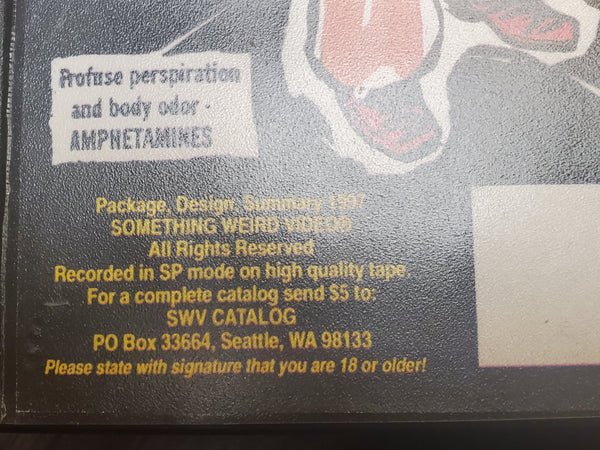 Profuse perspiration
and body odor -
AMPHETAMINES
Package, Design, Summary 1997
SOMETHING WEIRD VIDEO®
All Rights Reserved
Recorded in SP mode on high quality tape.
For a complete catalog send $5 to:
SWV CATALOG
PO Box 33664, Seattle, WA 98133
Please state with signature that you are 18 or older!